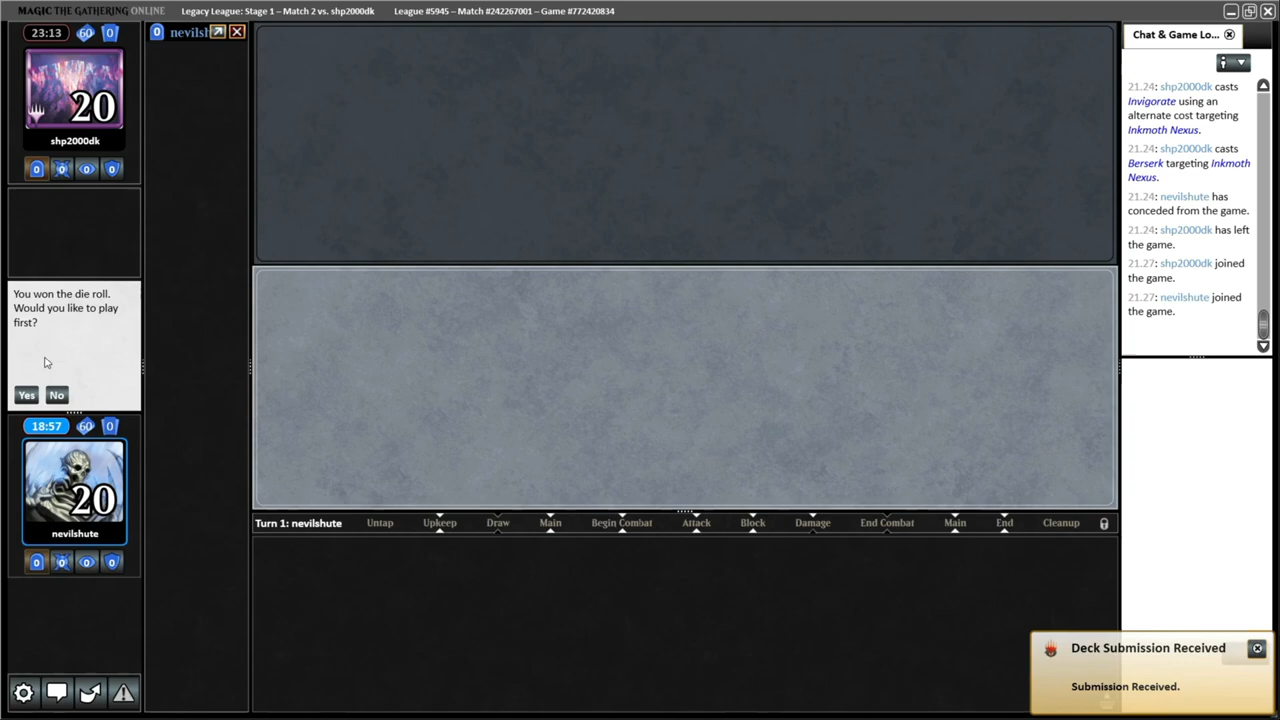 MAGIC THE GATHERING ONLINE Legacy League: Stage 1 – Match 2 vs. shp2000dk League #5945 – Match #242267001 – Game #772420834
23:13 60 0
20
shp2000dk
0 0 0 0
0 nevilsh
You won the die roll.
Would you like to play
first?
Yes No
18:57 60 0
20
nevilshute
0 0 0 0
Turn 1: nevilshute Untap Upkeep Draw Main Begin Combat Attack Block Damage End Combat Main End Cleanup
Chat & Game Lo...
21.24: shp2000dk casts
Invigorate using an
alternate cost targeting
Inkmoth Nexus.
21.24: shp2000dk casts
Berserk targeting Inkmoth
Nexus.
21.24: nevilshute has
conceded from the game.
21.24: shp2000dk has left
the game.
21.27: shp2000dk joined
the game.
21.27: nevilshute joined
the game.
Deck Submission Received
Submission Received.